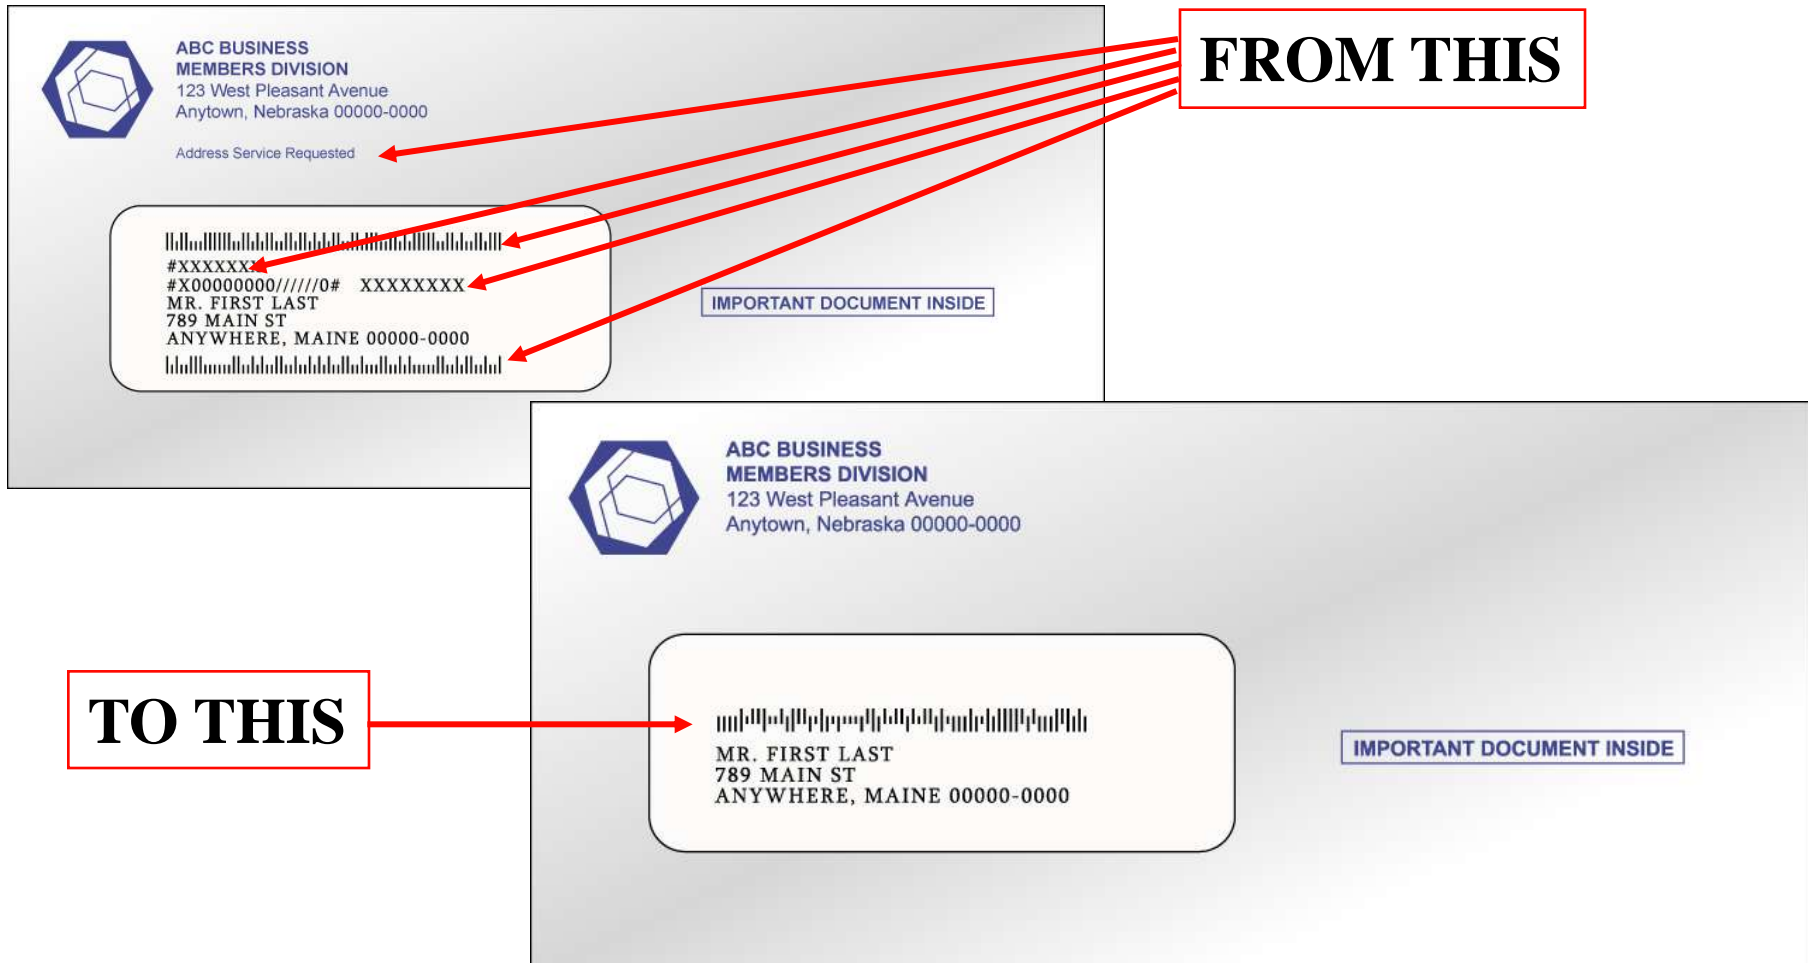 ABC BUSINESS
MEMBERS DIVISION
123 West Pleasant Avenue
Anytown, Nebraska 00000-0000
Address Service Requested
FROM THIS
#XXXXXXX
#X00000000//////0# XXXXXXXX
MR. FIRST LAST
789 MAIN ST
ANYWHERE, MAINE 00000-0000
IMPORTANT DOCUMENT INSIDE
ABC BUSINESS
MEMBERS DIVISION
123 West Pleasant Avenue
Anytown, Nebraska 00000-0000
TO THIS
MR. FIRST LAST
789 MAIN ST
ANYWHERE, MAINE 00000-0000
IMPORTANT DOCUMENT INSIDE